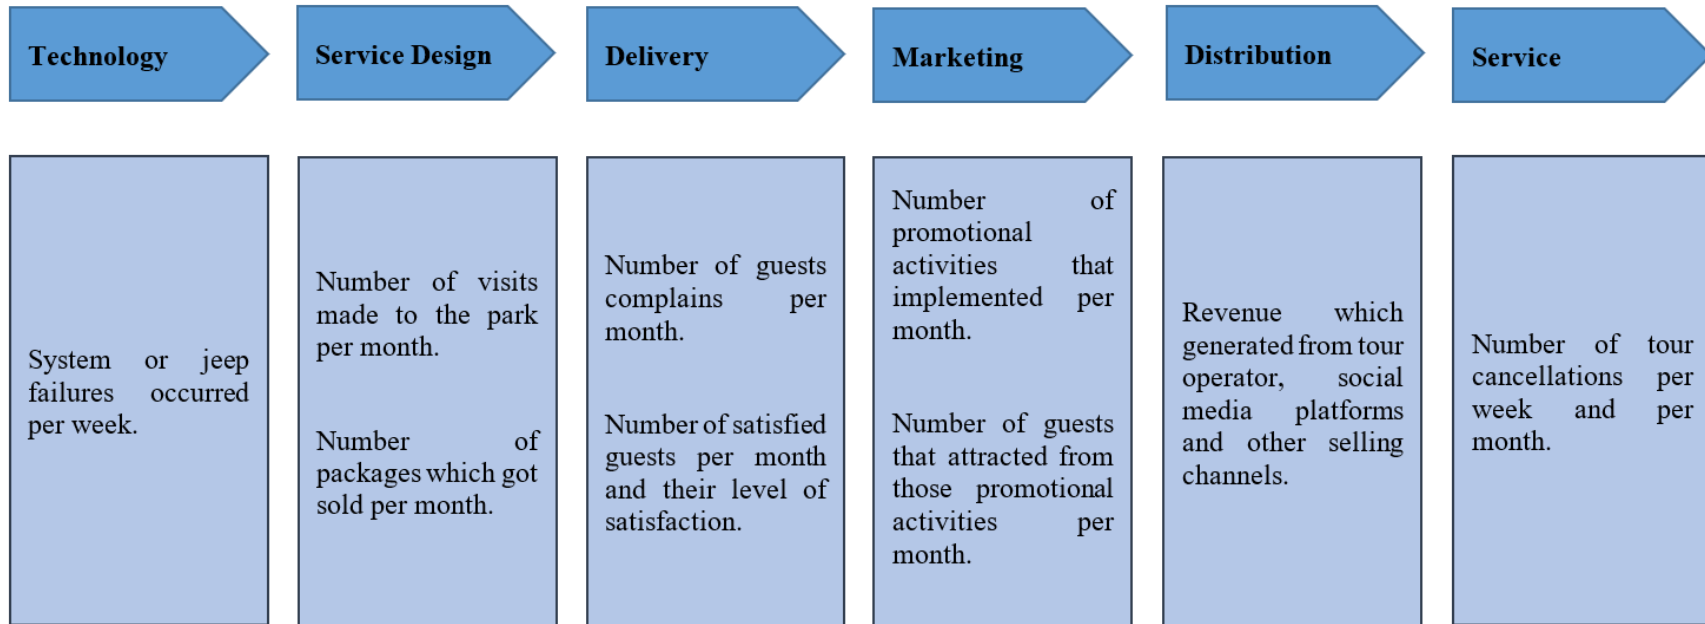 Technology
Service Design
Delivery
Marketing
Distribution
Service
System or jeep
failures occurred
per week.
Number of visits
made to the park
per month.
Number of
packages which got
sold per month.
Number of guests
complains per
month.
Number of satisfied
guests per month
and their level of
satisfaction.
Number of
promotional
activities that
implemented per
month.
Number of guests
that attracted from
those promotional
activities per
month.
Revenue which
generated from tour
operator, social
media platforms
and other selling
channels.
Number of tour
cancellations per
week and per
month.